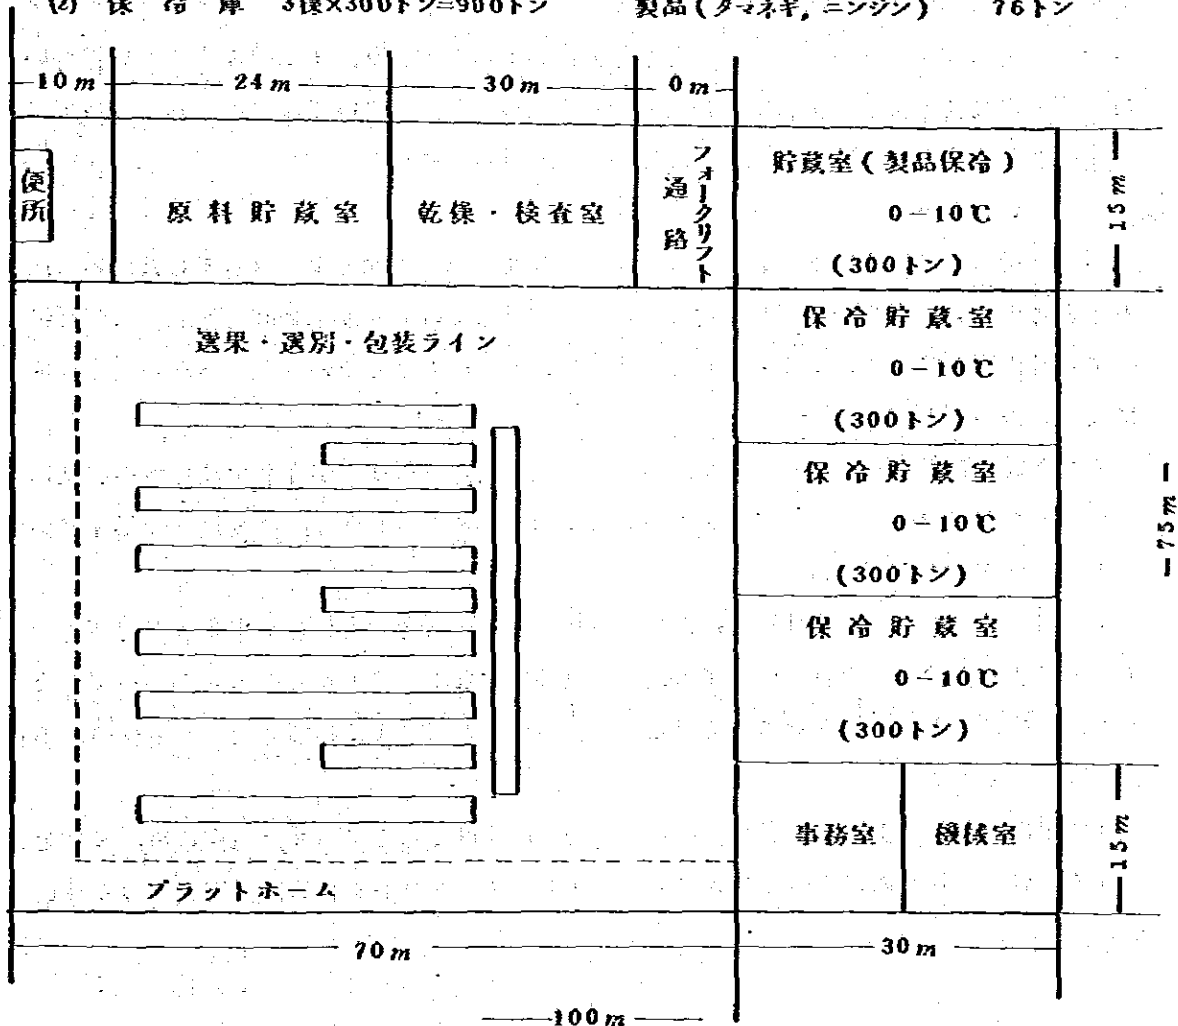 (2) 保冷庫 3棟×300トン=900トン 製品(タマネギ, ニンジン) 76トン
10m 24m 30m 0m
便所
原料貯蔵室
乾燥・検査室
フォークリフト
通路
貯蔵室(製品保冷)
0-10℃
(300トン)
15m
選果・選別・包装ライン
保冷貯蔵室
0-10℃
(300トン)
保冷貯蔵室
0-10℃
(300トン)
75m
保冷貯蔵室
0-10℃
(300トン)
事務室
機械室
15m
プラットホーム
70m 30m
100m